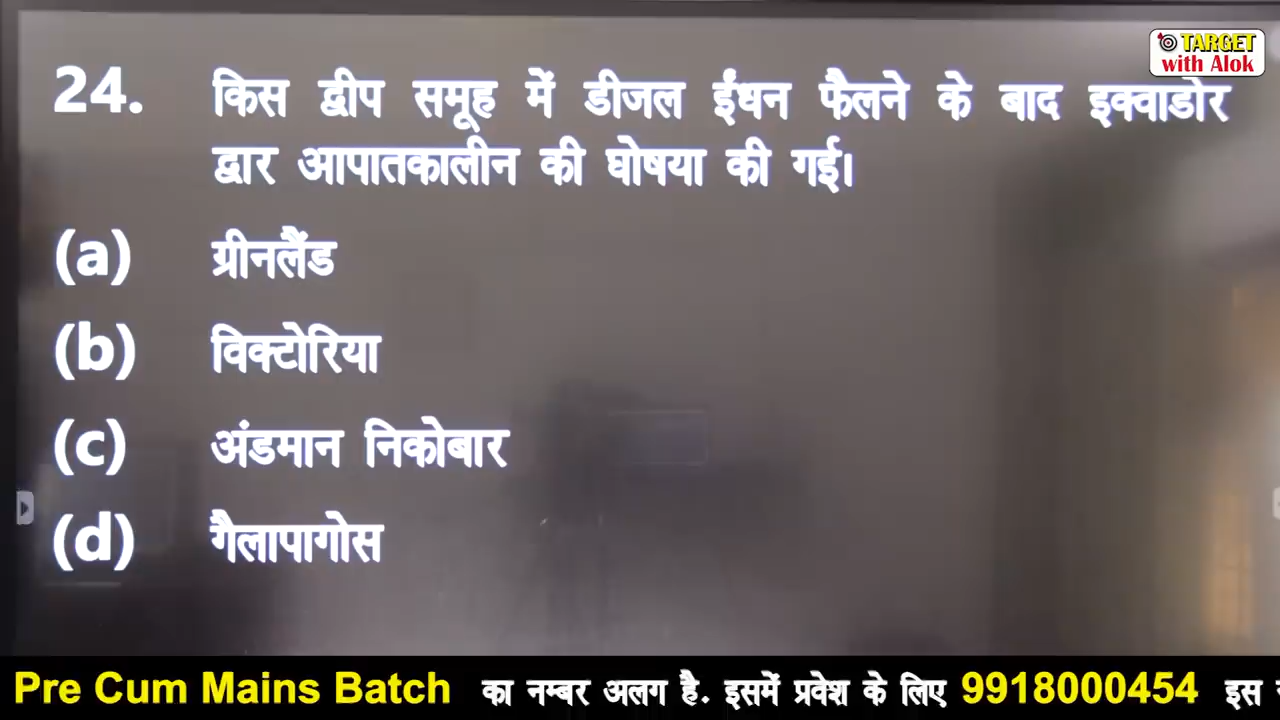 TARGET
with Alok
24. किस द्वीप समूह में डीजल ईंधन फैलने के बाद इक्वाडोर
द्वार आपातकालीन की घोषया की गई।
(a) ग्रीनलैंड
(b) विक्टोरिया
(c) अंडमान निकोबार
(d) गैलापागोस
Pre Cum Mains Batch का नम्बर अलग है. इसमें प्रवेश के लिए 9918000454 इस